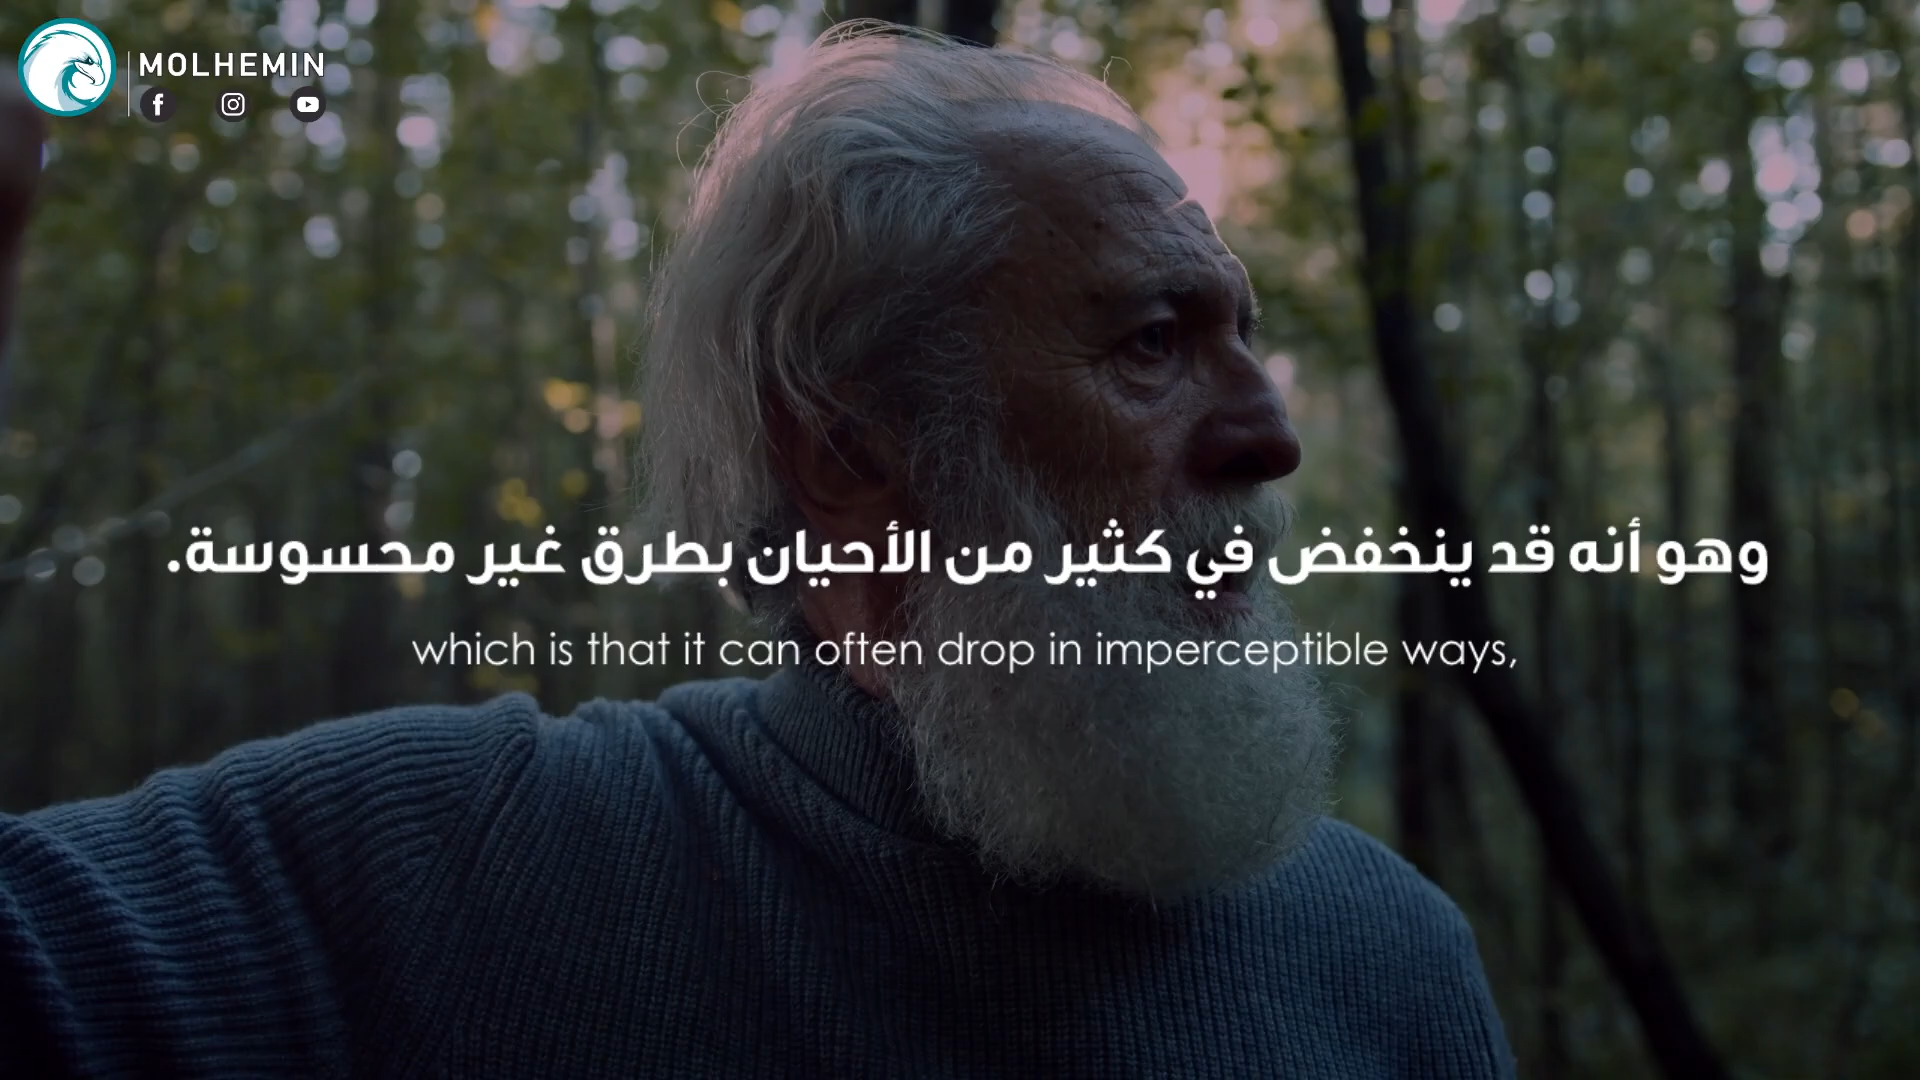 MOLHEMIN
وهو أنه قد ينخفض في كثير من الأحيان بطرق غير محسوسة.
which is that it can often drop in imperceptible ways,